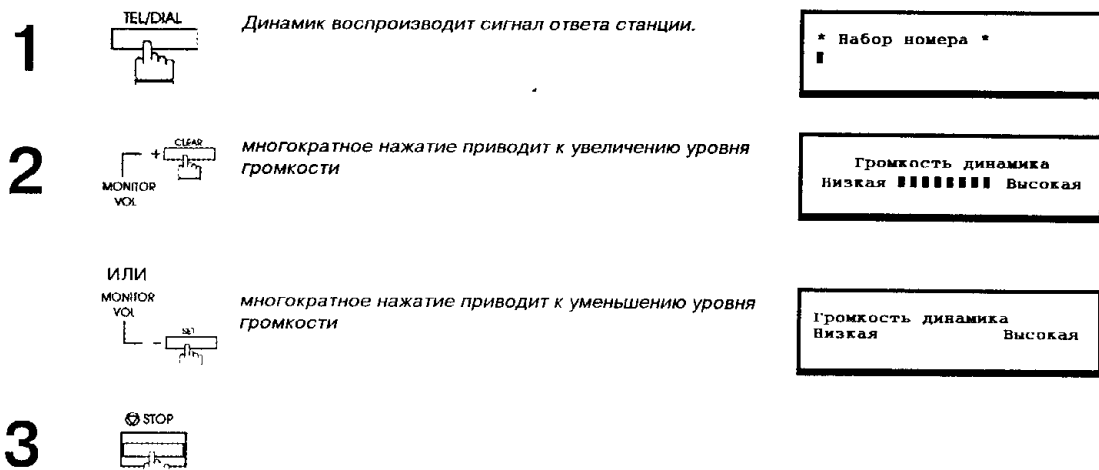 1
TEL/DIAL
Динамик воспроизводит сигнал ответа станции.
* Набор номера *
2
+ CLEAR
MONITOR
VOL
многократное нажатие приводит к увеличению уровня
громкости
Громкость динамика
Низкая Высокая
ИЛИ
MONITOR
VOL
- SET
многократное нажатие приводит к уменьшению уровня
громкости
Громкость динамика
Низкая Высокая
3
STOP